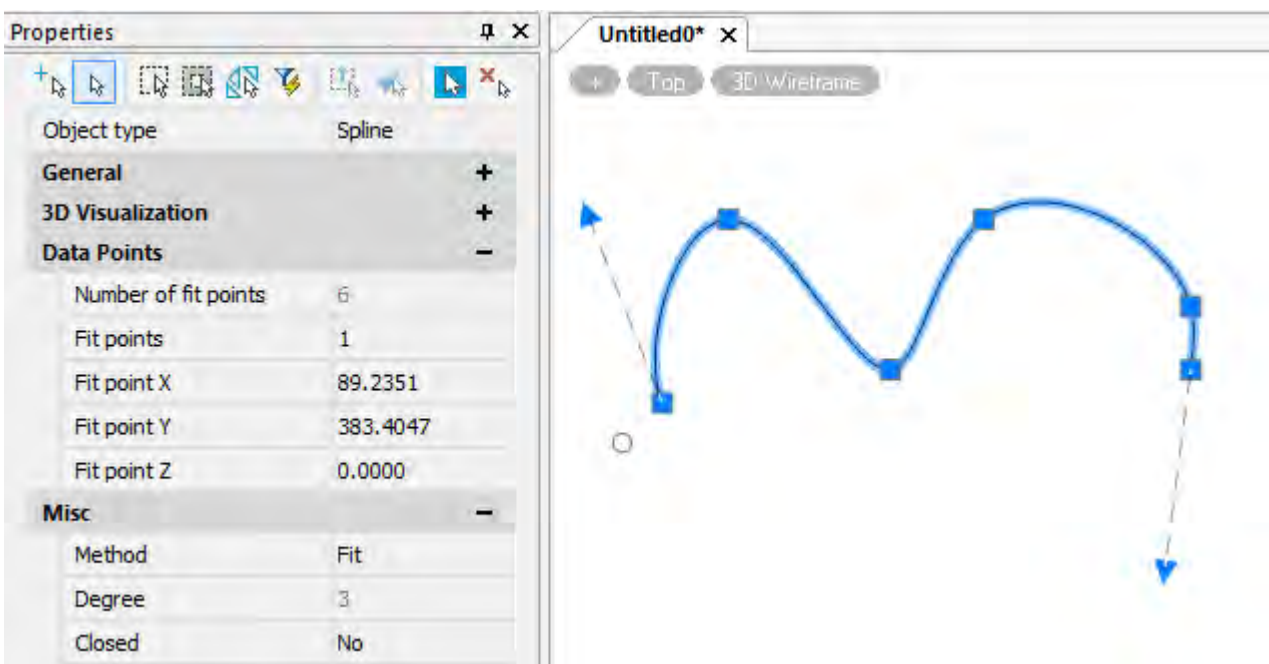 Properties
Untitled0*
Top
3D Wireframe
Object type Spline
General
3D Visualization
Data Points
Number of fit points 6
Fit points 1
Fit point X 89.2351
Fit point Y 383.4047
Fit point Z 0.0000
Misc
Method Fit
Degree 3
Closed No